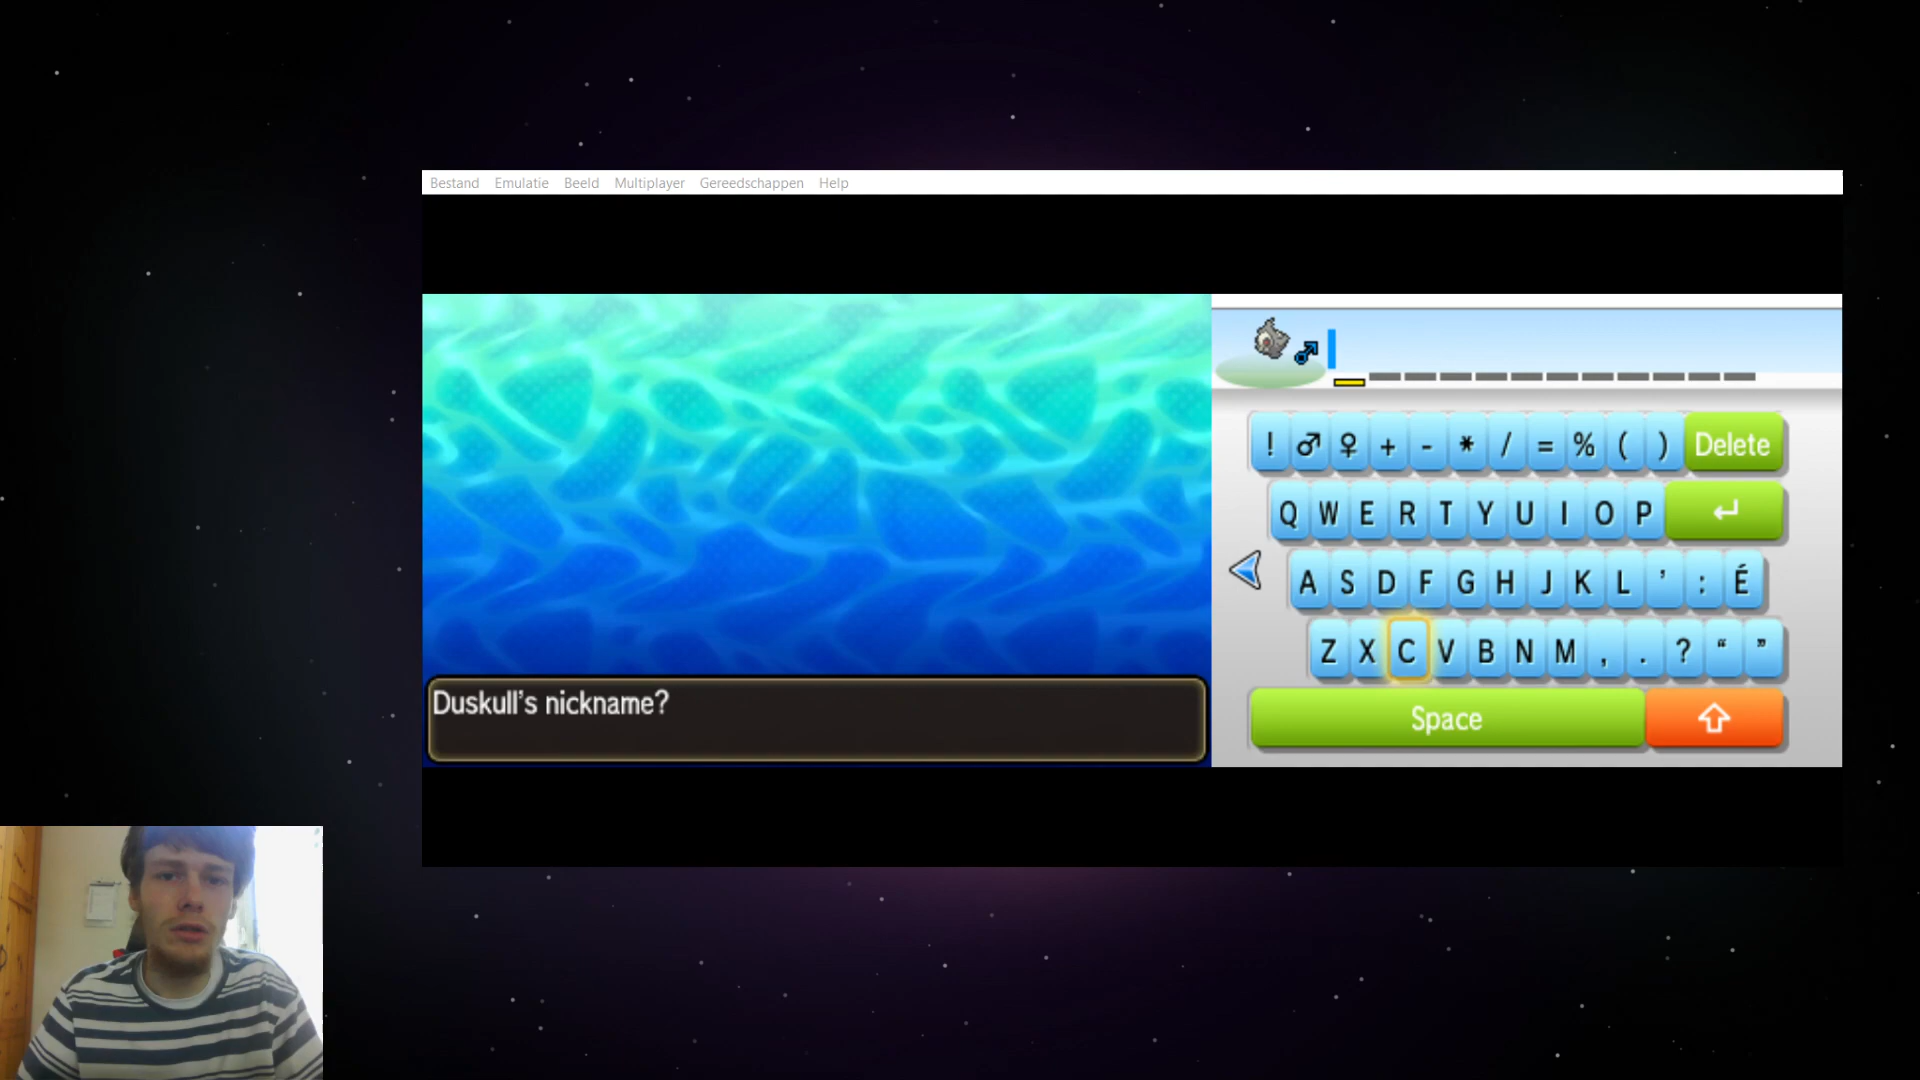 Bestand Emulatie Beeld Multiplayer Gereedschappen Help
! ♂ ♀ + - * / = % ( ) Delete
Q W E R T Y U I O P ↵
A S D F G H J K L ’ : É
Z X C V B N M , . ? “ ”
Space
Duskull’s nickname?